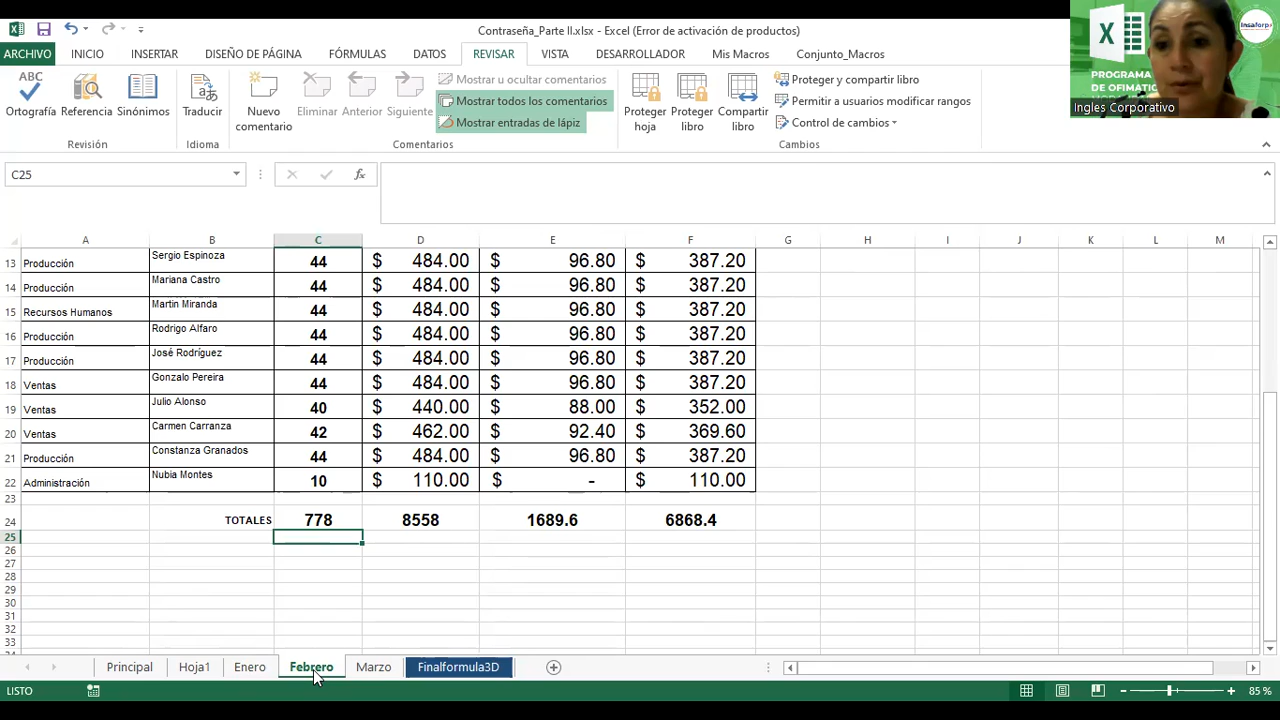 Contraseña_Parte II.xlsx - Excel (Error de activación de productos)
ARCHIVO INICIO INSERTAR DISEÑO DE PÁGINA FÓRMULAS DATOS REVISAR VISTA DESARROLLADOR Mis Macros Conjunto_Macros
ABC Ortografía Referencia Sinónimos
Traducir
Nuevo comentario Eliminar Anterior Siguiente
Mostrar u ocultar comentarios
Mostrar todos los comentarios
Mostrar entradas de lápiz
Proteger hoja Proteger libro Compartir libro
Proteger y compartir libro
Permitir a usuarios modificar rangos
Control de cambios
Revisión Idioma Comentarios Cambios
PROGRAMA
DE OFIMATIC
Ingles Corporativo
Insaforp
C25 fx
A B C D E F G H I J K L M
13 Producción Sergio Espinoza 44 $ 484.00 $ 96.80 $ 387.20
14 Producción Mariana Castro 44 $ 484.00 $ 96.80 $ 387.20
15 Recursos Humanos Martin Miranda 44 $ 484.00 $ 96.80 $ 387.20
16 Producción Rodrigo Alfaro 44 $ 484.00 $ 96.80 $ 387.20
17 Producción José Rodríguez 44 $ 484.00 $ 96.80 $ 387.20
18 Ventas Gonzalo Pereira 44 $ 484.00 $ 96.80 $ 387.20
19 Ventas Julio Alonso 40 $ 440.00 $ 88.00 $ 352.00
20 Ventas Carmen Carranza 42 $ 462.00 $ 92.40 $ 369.60
21 Producción Constanza Granados 44 $ 484.00 $ 96.80 $ 387.20
22 Administración Nubia Montes 10 $ 110.00 $ - $ 110.00
23
24 TOTALES 778 8558 1689.6 6868.4
25
26
27
28
29
30
31
32
33
Principal Hoja1 Enero Febrero Marzo Finalformula3D
LISTO 85 %